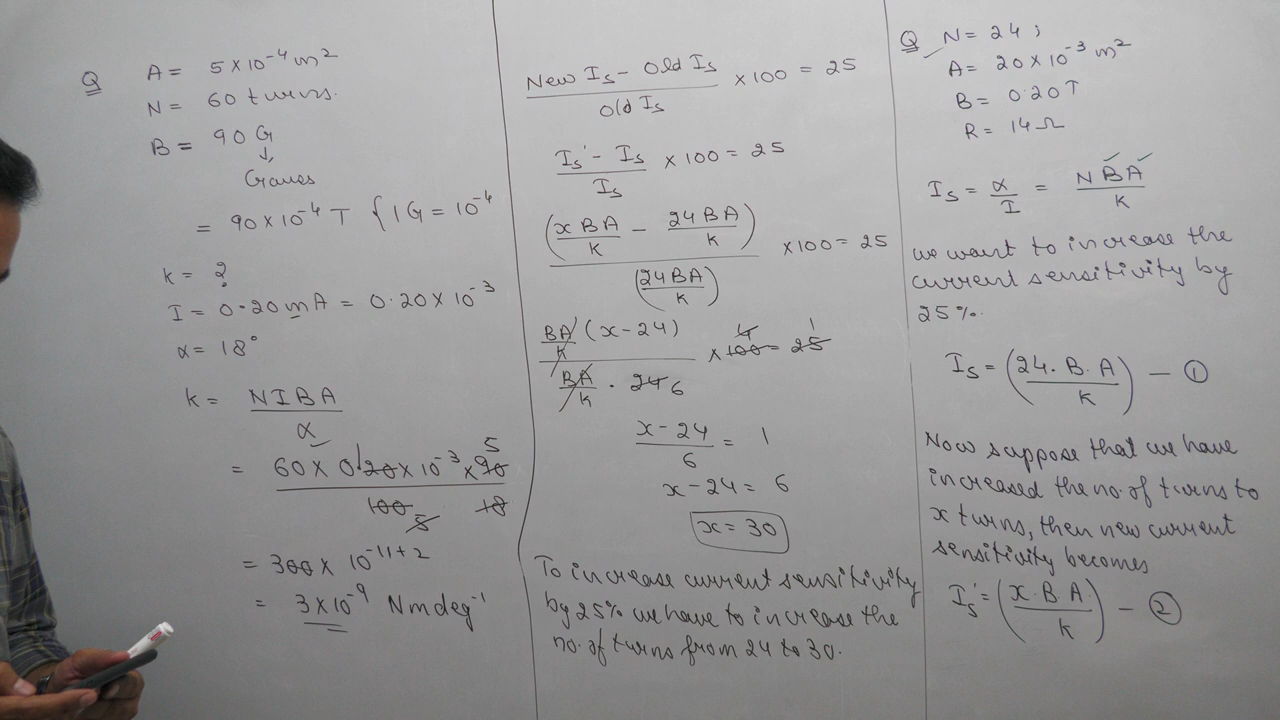 Q A = 5 × 10⁻⁴ m²
N = 60 turns.
B = 90 G
↓
Gauss
= 90 × 10⁻⁴ T { 1 G = 10⁻⁴
k = ?
I = 0.20 mA = 0.20 × 10⁻³
α = 18°
k = NIBA / α
= 60 × 0.20 × 10⁻³ × 90 5 / 100 5 18
= 300 × 10⁻¹¹⁺²
= 3 × 10⁻⁹ Nm deg⁻¹
New Is - Old Is / Old Is × 100 = 25
Is' - Is / Is × 100 = 25
(xBA / k - 24BA / k) / (24BA / k) × 100 = 25
BA / k (x - 24) / BA / k . 24 6 × 100 4 = 25 1
x - 24 / 6 = 1
x - 24 = 6
x = 30
To increase current sensitivity
by 25% we have to increase the
no. of turns from 24 to 30.
Q N = 24 ;
A = 20 × 10⁻³ m²
B = 0.20 T
R = 14 Ω
Is = α / I = NBA / k
we want to increase the
current sensitivity by
25%.
Is = (24. B. A / k) — ①
Now suppose that we have
increased the no. of turns to
x turns, then new current
sensitivity becomes
Is' = (x. B A. / k) — ②